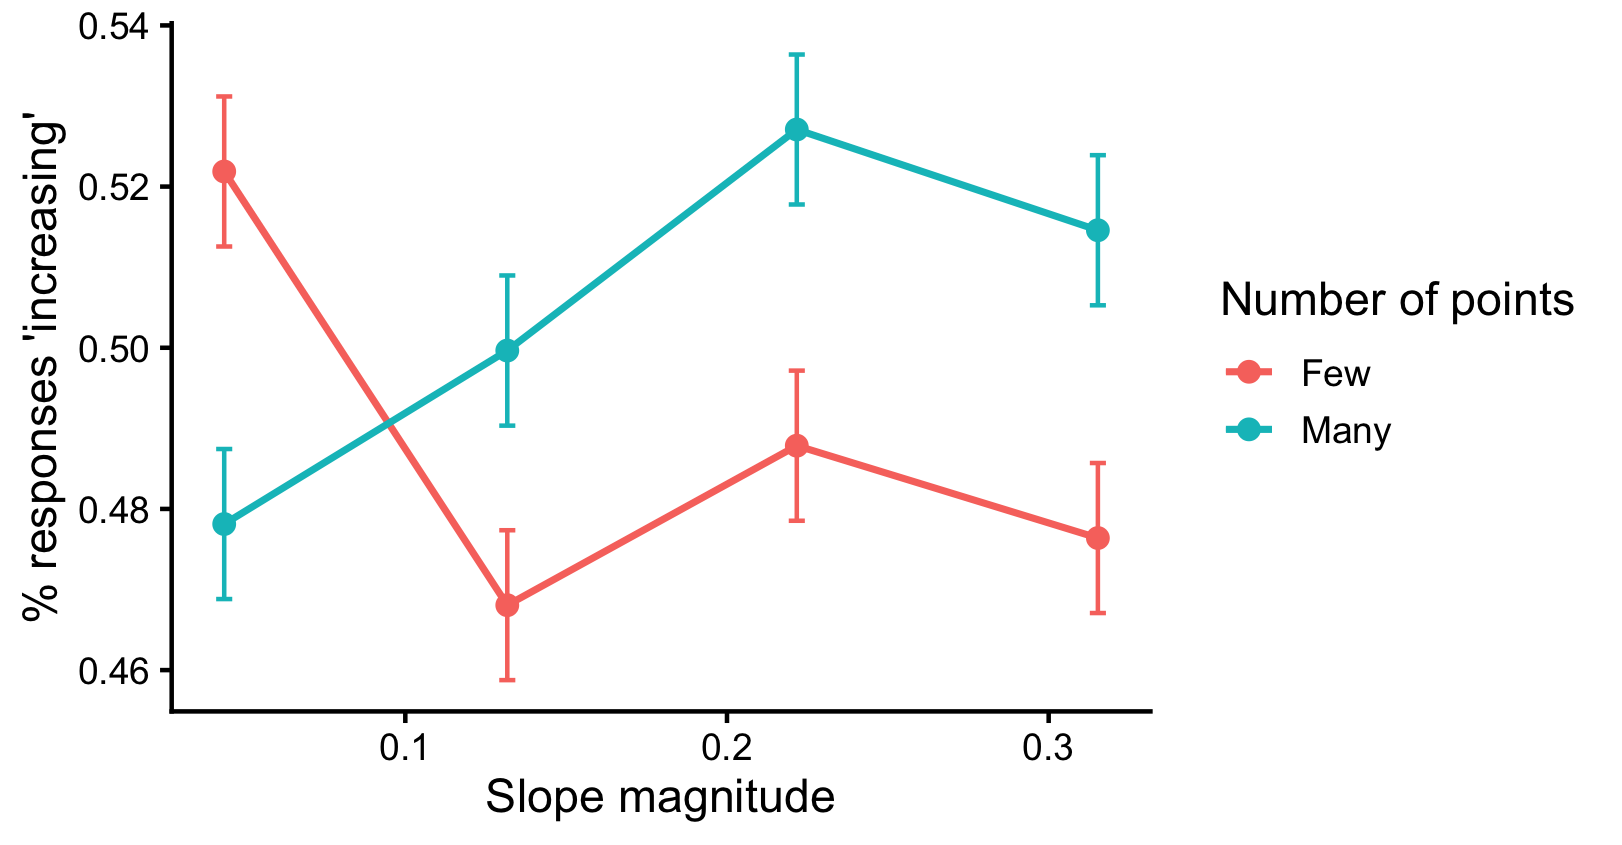 0.54
0.52
0.50
0.48
0.46
% responses 'increasing'
0.1
0.2
0.3
Slope magnitude
Number of points
Few
Many